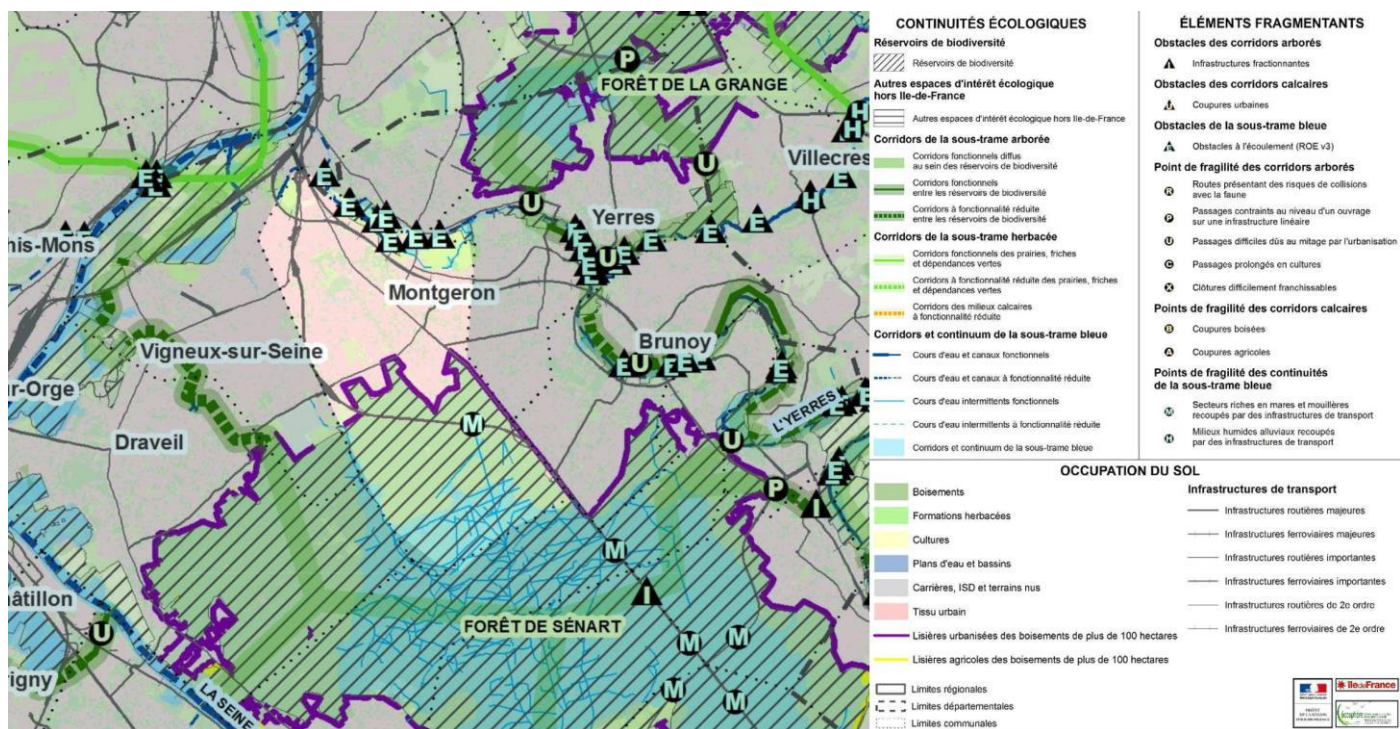 FORÊT DE LA GRANGE
P
H
H
Villecres
U
E
E
E
E
H
nis-Mons
U
Yerres
E
E
E
E
E
E
E
U
Montgeron
Vigneux-sur-Seine
Brunoy
E
U
E
E
E
ur-Orge
L'YERRES
Draveil
M
U
E
P
I
M
hâtillon
I
FORÊT DE SÉNART
U
M
M
M
M
rigny
LA SEINE
CONTINUITÉS ÉCOLOGIQUES
Réservoirs de biodiversité
Réservoirs de biodiversité
Autres espaces d'intérêt écologique
hors Ile-de-France
Autres espaces d'intérêt écologique hors Ile-de-France
Corridors de la sous-trame arborée
Corridors fonctionnels diffus
au sein des réservoirs de biodiversité
Corridors fonctionnels
entre les réservoirs de biodiversité
Corridors à fonctionnalité réduite
entre les réservoirs de biodiversité
Corridors de la sous-trame herbacée
Corridors fonctionnels des prairies, friches
et dépendances vertes
Corridors à fonctionnalité réduite des prairies, friches
et dépendances vertes
Corridors des milieux calcaires
à fonctionnalité réduite
Corridors et continuum de la sous-trame bleue
Cours d'eau et canaux fonctionnels
Cours d'eau et canaux à fonctionnalité réduite
Cours d'eau intermittents fonctionnels
Cours d'eau intermittents à fonctionnalité réduite
Corridors et continuum de la sous-trame bleue
ÉLÉMENTS FRAGMENTANTS
Obstacles des corridors arborés
Infrastructures fractionnantes
Obstacles des corridors calcaires
Coupures urbaines
Obstacles de la sous-trame bleue
Obstacles à l'écoulement (ROE v3)
Point de fragilité des corridors arborés
R Routes présentant des risques de collisions
avec la faune
P Passages contraints au niveau d'un ouvrage
sur une infrastructure linéaire
U Passages difficiles dûs au mitage par l'urbanisation
C Passages prolongés en cultures
X Clôtures difficilement franchissables
Points de fragilité des corridors calcaires
B Coupures boisées
A Coupures agricoles
Points de fragilité des continuités
de la sous-trame bleue
M Secteurs riches en mares et mouillères
recoupés par des infrastructures de transport
H Milieux humides alluviaux recoupés
par des infrastructures de transport
OCCUPATION DU SOL
Boisements
Formations herbacées
Cultures
Plans d'eau et bassins
Carrières, ISD et terrains nus
Tissu urbain
Lisières urbanisées des boisements de plus de 100 hectares
Lisières agricoles des boisements de plus de 100 hectares
Limites régionales
Limites départementales
Limites communales
Infrastructures de transport
Infrastructures routières majeures
Infrastructures ferroviaires majeures
Infrastructures routières importantes
Infrastructures ferroviaires importantes
Infrastructures routières de 2e ordre
Infrastructures ferroviaires de 2e ordre
îledeFrance
écosphère